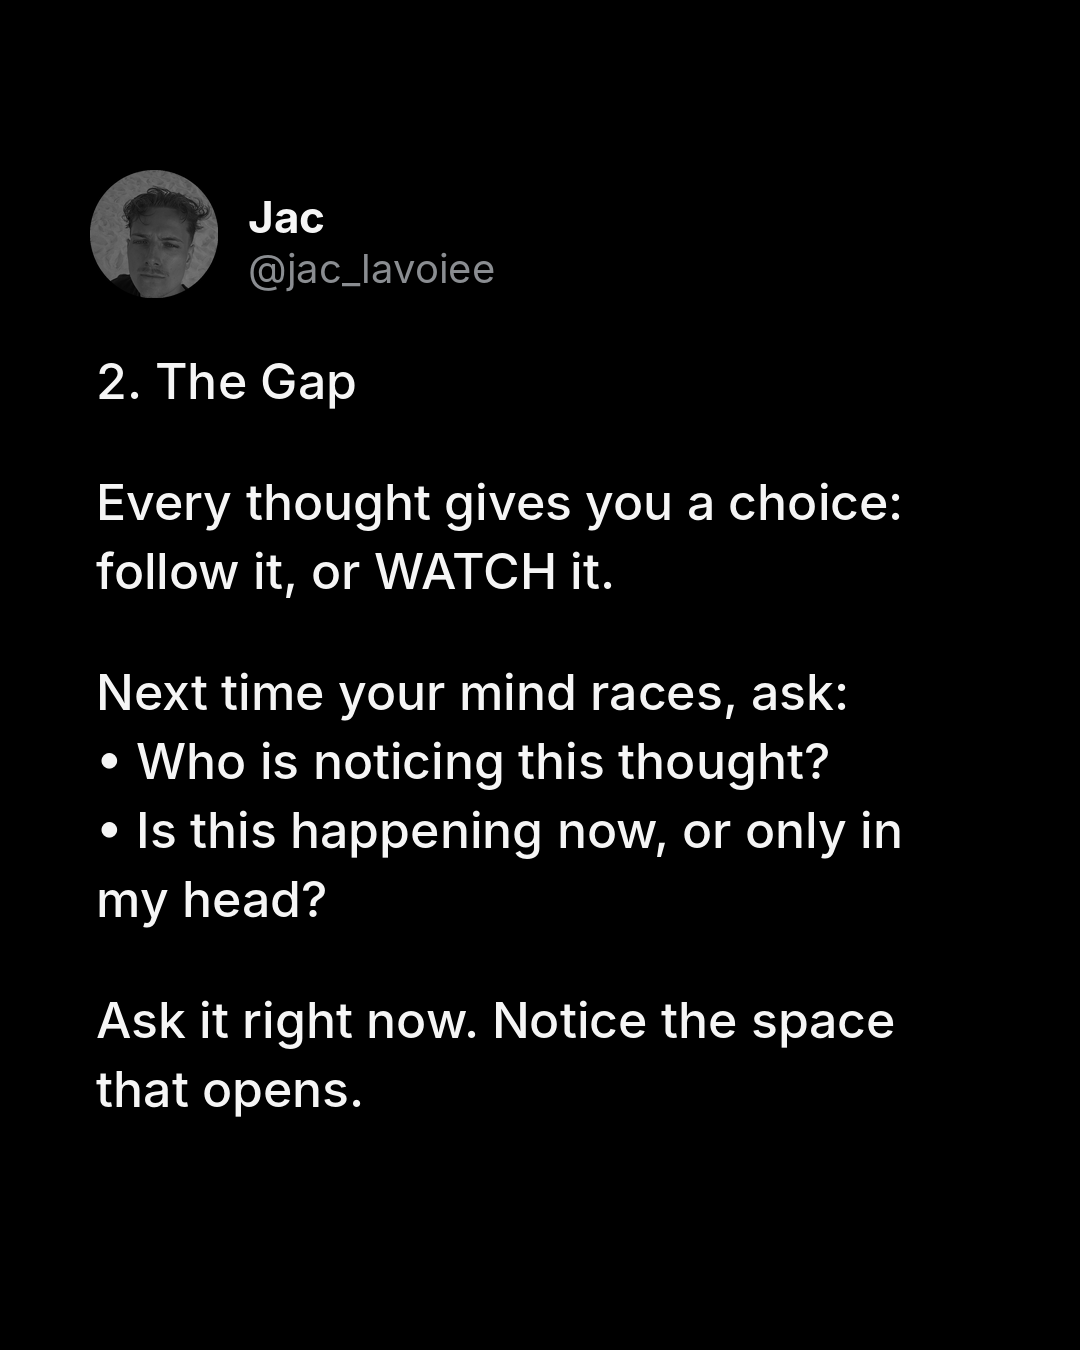 Jac
@jac_lavoiee
2. The Gap
Every thought gives you a choice:
follow it, or WATCH it.
Next time your mind races, ask:
• Who is noticing this thought?
• Is this happening now, or only in
my head?
Ask it right now. Notice the space
that opens.